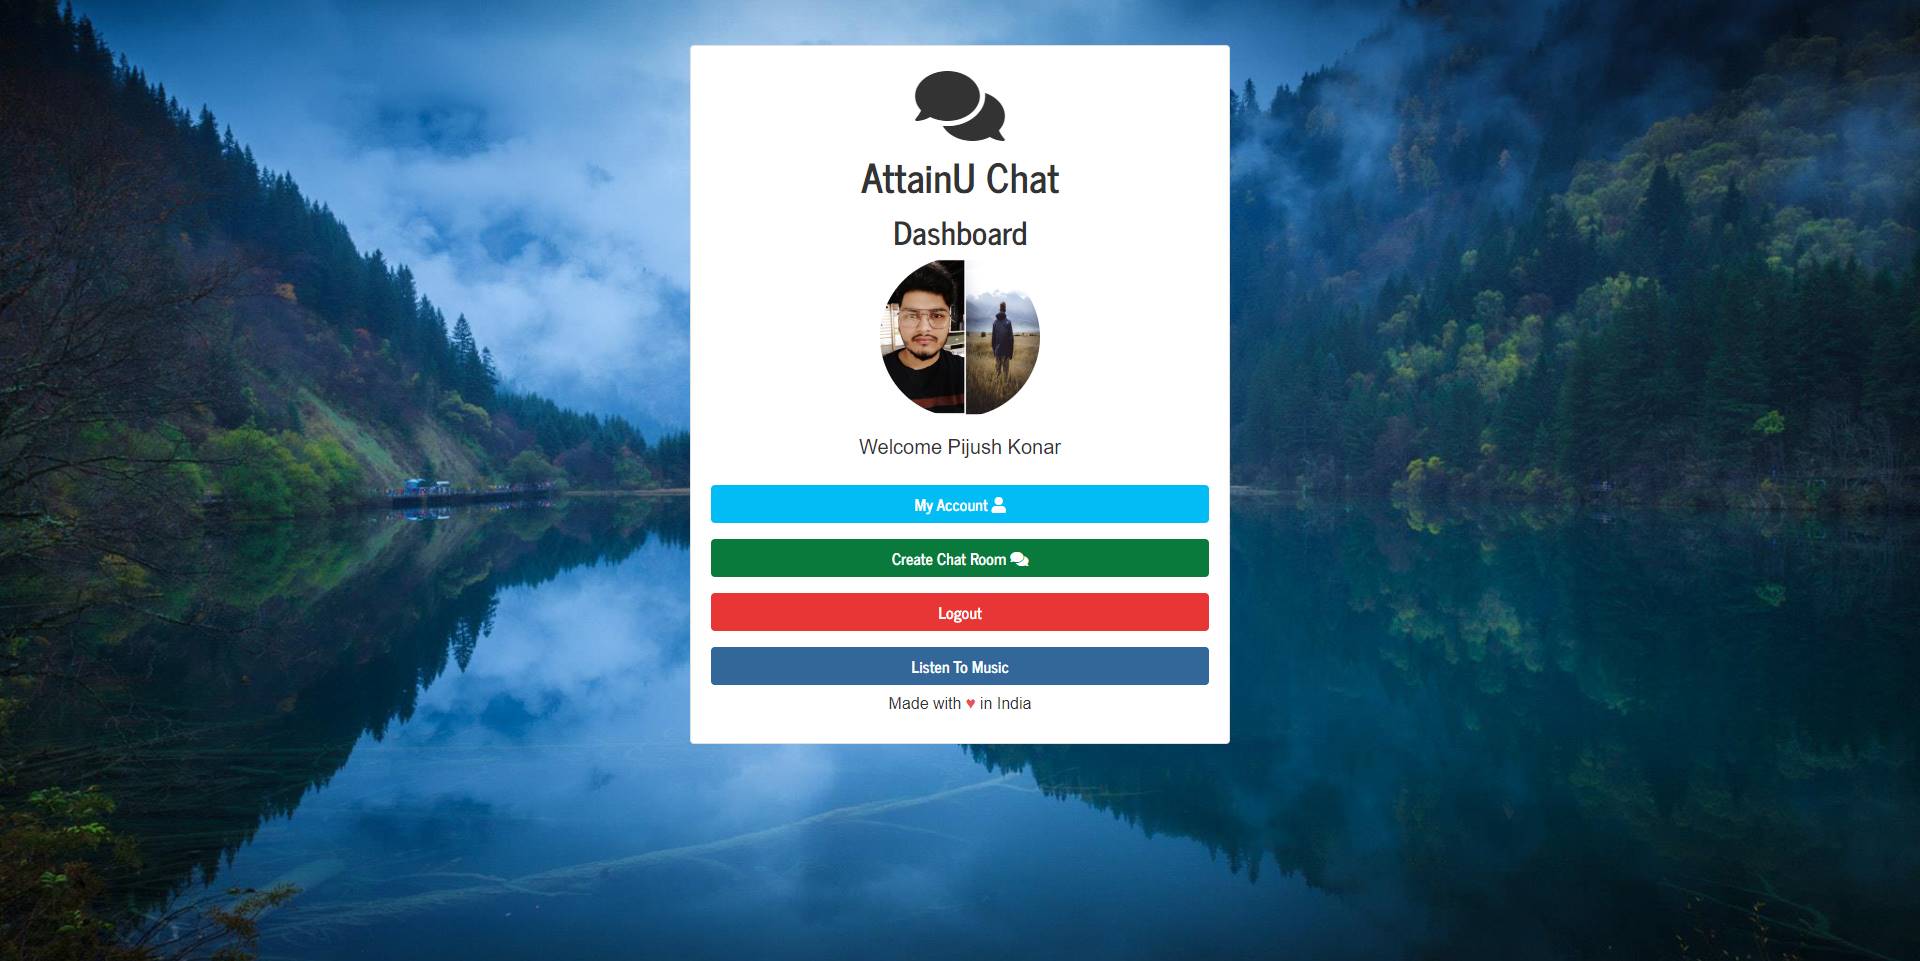 AttainU Chat
Dashboard
Welcome Pijush Konar
My Account
Create Chat Room
Logout
Listen To Music
Made with ♥ in India